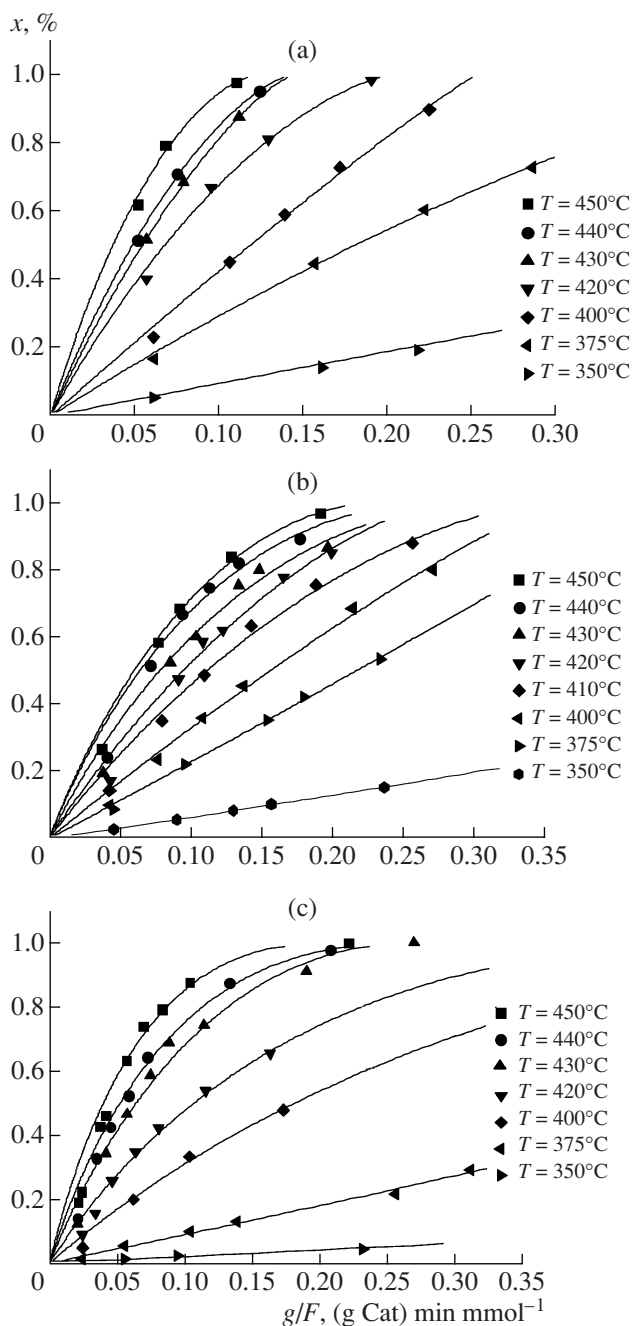 x, %
(a)
1.0
0.8
0.6
0.4
0.2
0
0.05 0.10 0.15 0.20 0.25 0.30
T = 450°C
T = 440°C
T = 430°C
T = 420°C
T = 400°C
T = 375°C
T = 350°C
(b)
1.0
0.8
0.6
0.4
0.2
0
0.05 0.10 0.15 0.20 0.25 0.30 0.35
T = 450°C
T = 440°C
T = 430°C
T = 420°C
T = 410°C
T = 400°C
T = 375°C
T = 350°C
(c)
1.0
0.8
0.6
0.4
0.2
0
0.05 0.10 0.15 0.20 0.25 0.30 0.35
T = 450°C
T = 440°C
T = 430°C
T = 420°C
T = 400°C
T = 375°C
T = 350°C
g/F, (g Cat) min mmol⁻¹